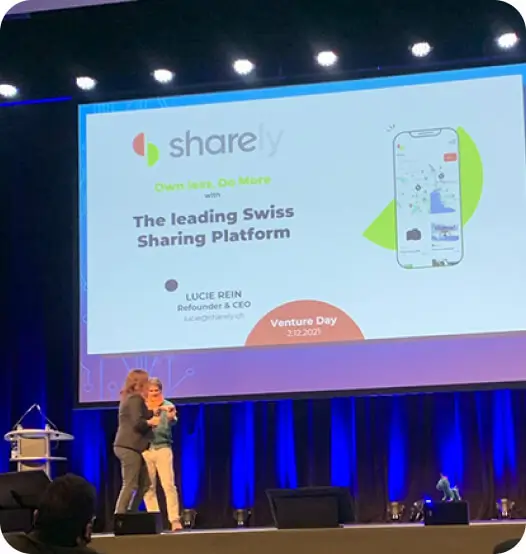 sharely
Own less, Do More
with
The leading Swiss
Sharing Platform
LUCIE REIN
Refounder & CEO
lucie@sharely.ch
Venture Day
2.12.2021